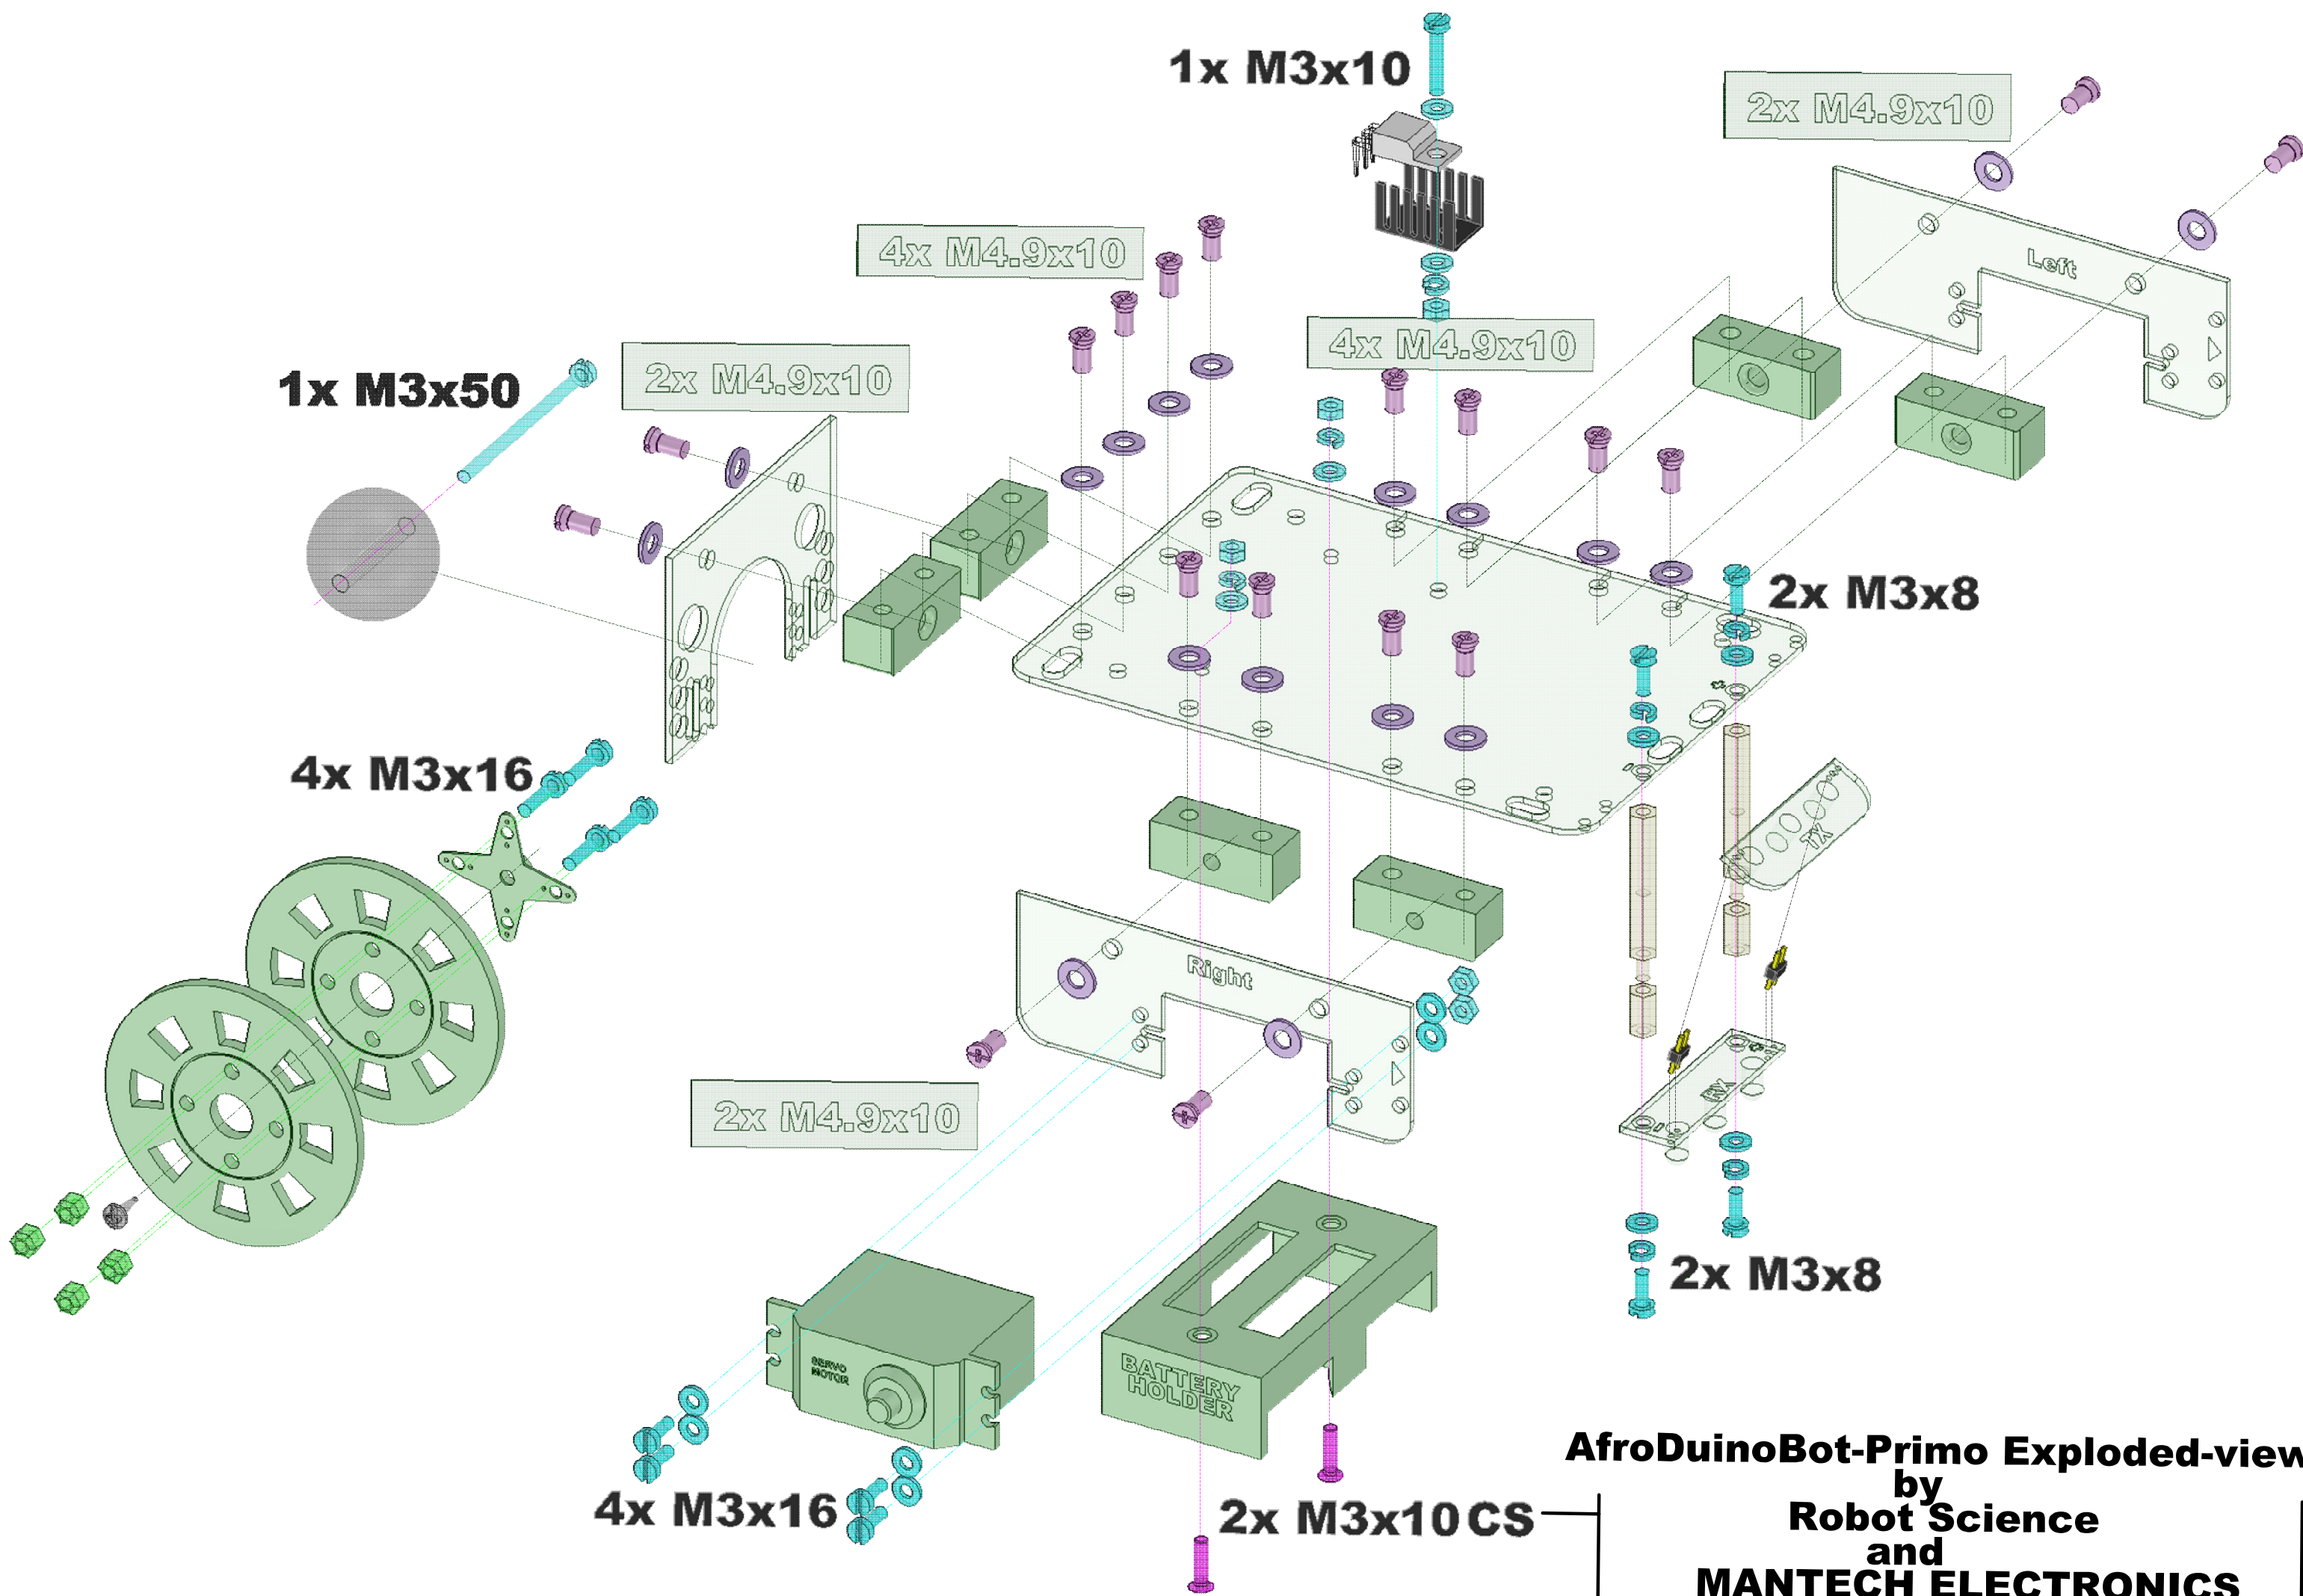 1x M3x10
2x M4.9x10
4x M4.9x10
Left
4x M4.9x10
1x M3x50
2x M4.9x10
2x M3x8
4x M3x16
TX
Right
RX
2x M4.9x10
2x M3x8
SERVO
MOTOR
BATTERY
HOLDER
4x M3x16
2x M3x10 CS
AfroDuinoBot-Primo Exploded-view
by
Robot Science
and
MANTECH ELECTRONICS